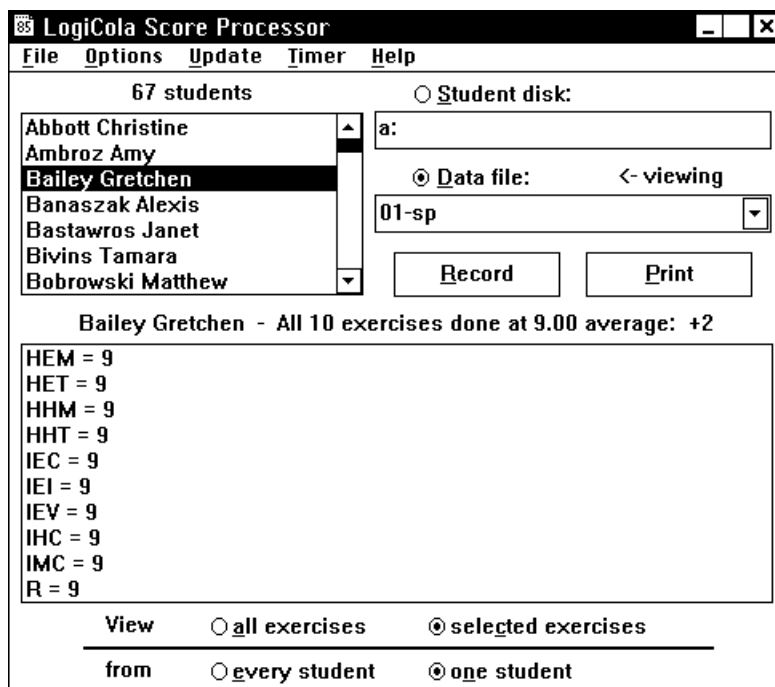 LogiCola Score Processor
File Options Update Timer Help
67 students
Abbott Christine
Ambroz Amy
Bailey Gretchen
Banaszak Alexis
Bastawros Janet
Bivins Tamara
Bobrowski Matthew
Student disk:
a:
Data file: <- viewing
01-sp
Record Print
Bailey Gretchen - All 10 exercises done at 9.00 average: +2
HEM = 9
HET = 9
HHM = 9
HHT = 9
IEC = 9
IEI = 9
IEV = 9
IHC = 9
IMC = 9
R = 9
View all exercises selected exercises
from every student one student